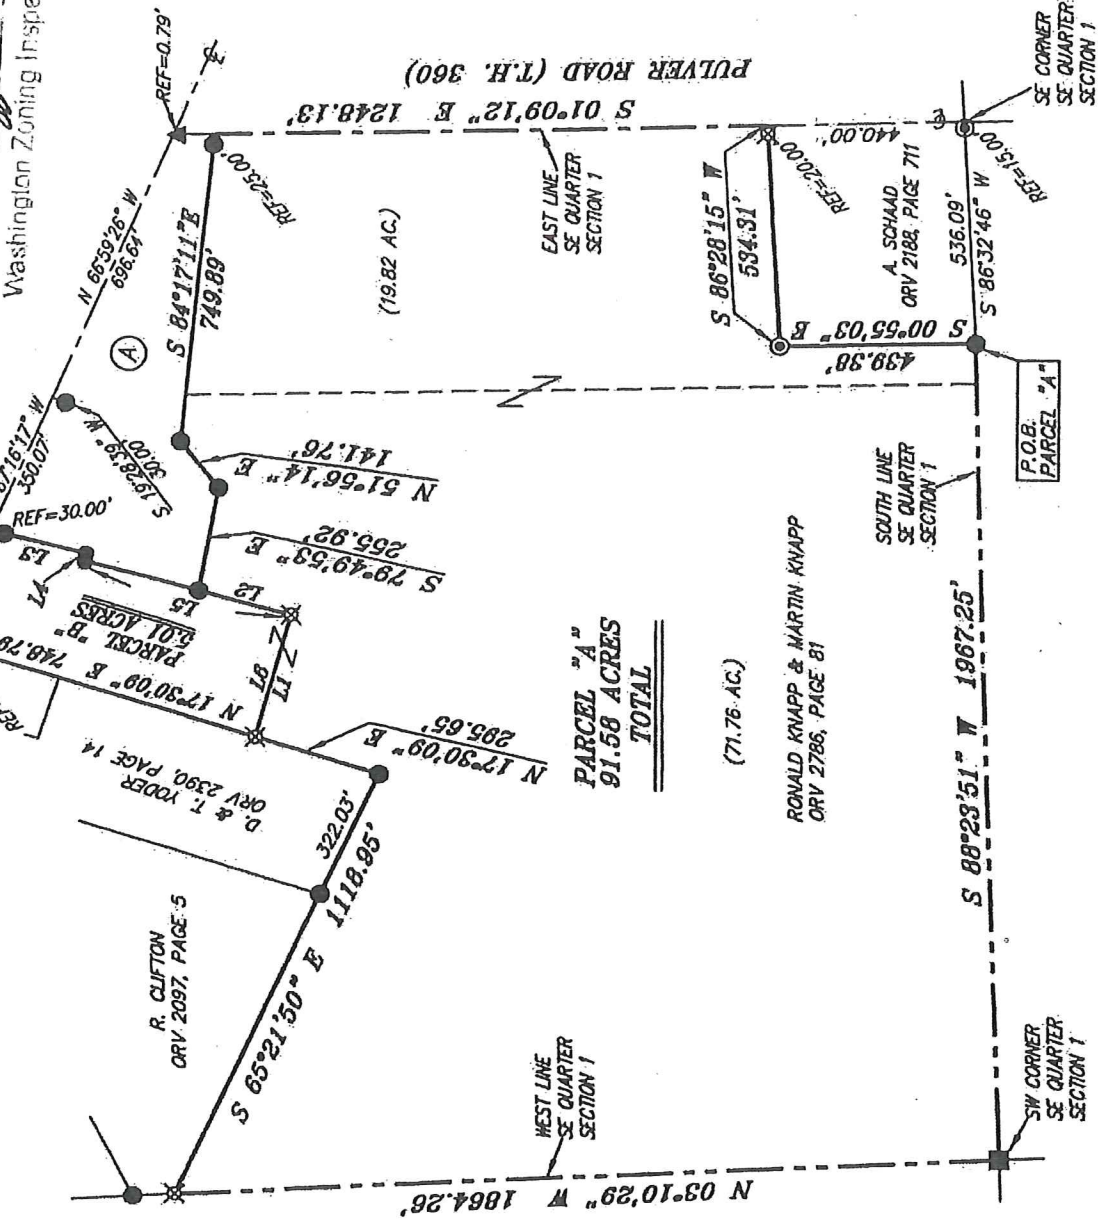 Washington Zoning Inspe
REF=0.79'
N 66°59'26" W
696.64'
PULVER ROAD (T.H. 360)
S 01°09'12" E 1248.13'
S 84°17'11" E
749.89'
REF=25.00'
(A)
16'17" W
350.07'
S 19°26'39" W
30.00'
REF=30.00'
L3
L4
L5
L2
L6
L1
PARCEL "B"
5.01 ACRES
N 17°30'09" E 748.79
N 51°56'14" E
141.76'
S 79°49'53" E
255.92'
(19.82 AC.)
EAST LINE
SE QUARTER
SECTION 1
S 86°28'15" W
534.31'
REF=20.00'
440.00'
A. SCHAAD
ORV 2188, PAGE 711
S 00°55'03" E
439.38'
536.09'
S 86°32'46" W
REF=15.00'
SE CORNER
SE QUARTER
SECTION 1
P.O.B.
PARCEL "A"
SOUTH LINE
SE QUARTER
SECTION 1
D. & T. YODER
ORV 2390, PAGE 14
N 17°30'09" E
295.65'
R. CLIFTON
ORV 2097, PAGE 5
322.03'
S 65°21'50" E 1118.95'
PARCEL "A"
91.58 ACRES
TOTAL
(71.76 AC.)
RONALD KNAPP & MARTIN KNAPP
ORV 2786, PAGE 81
WEST LINE
SE QUARTER
SECTION 1
N 03°10'29" W 1864.26'
S 88°23'51" W 1967.25'
SW CORNER
SE QUARTER
SECTION 1